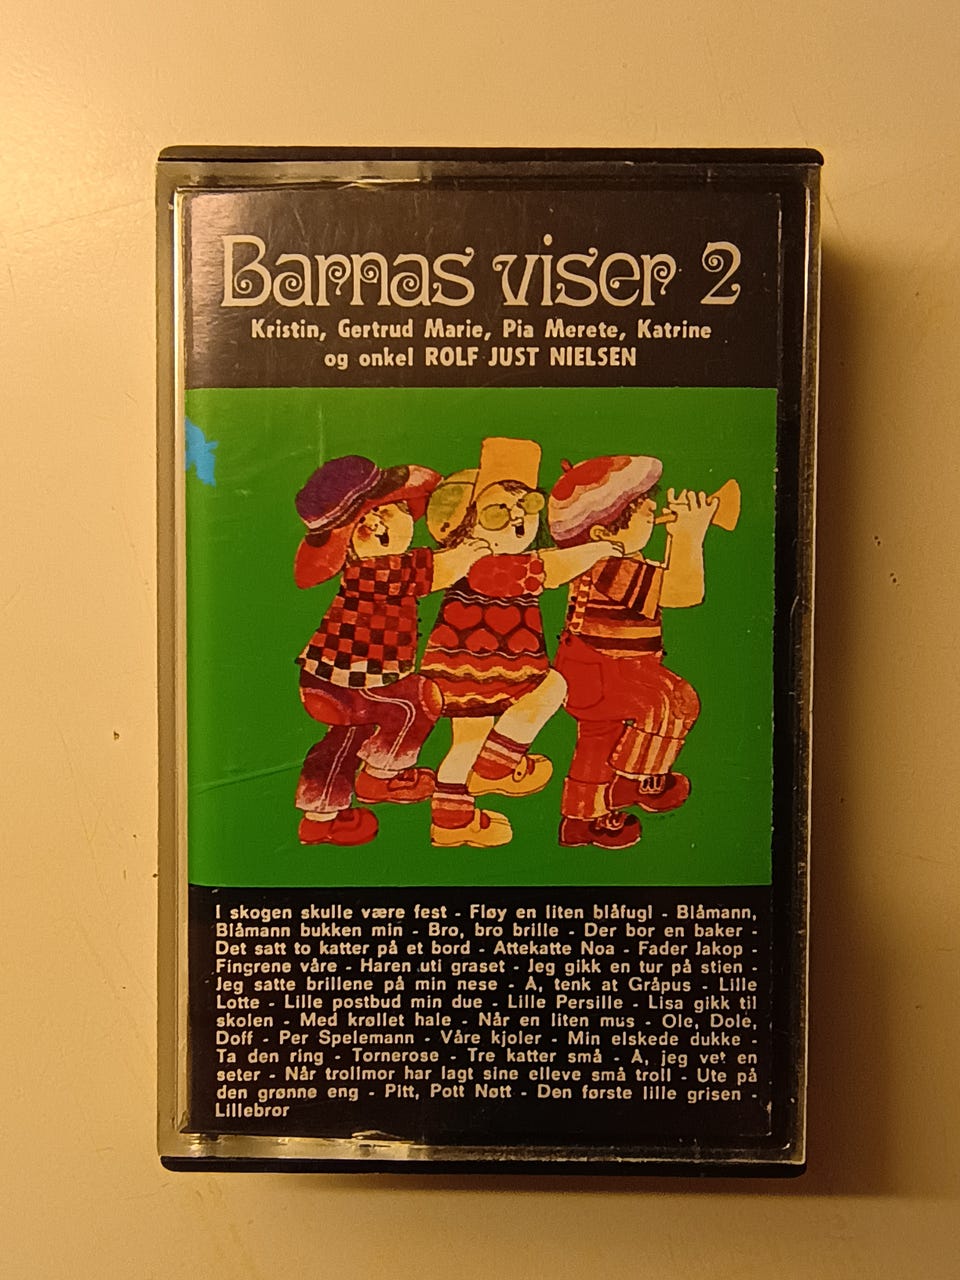 Barnas viser 2
Kristin, Gertrud Marie, Pia Merete, Katrine
og onkel ROLF JUST NIELSEN
I skogen skulle være fest - Fløy en liten blåfugl - Blåmann,
Blåmann bukken min - Bro, bro brille - Der bor en baker -
Det satt to katter på et bord - Attekatte Noa - Fader Jakop -
Fingrene våre - Haren uti graset - Jeg gikk en tur på stien -
Jeg satte brillene på min nese - Å, tenk at Gråpus - Lille
Lotte - Lille postbud min due - Lille Persille - Lisa gikk til
skolen - Med krøllet hale - Når en liten mus - Ole, Dole,
Doff - Per Spelemann - Våre kjoler - Min elskede dukke -
Ta den ring - Tornerose - Tre katter små - Å, jeg vet en
seter - Når trollmor har lagt sine elleve små troll - Ute på
den grønne eng - Pitt, Pott Nøtt - Den første lille grisen -
Lillebror